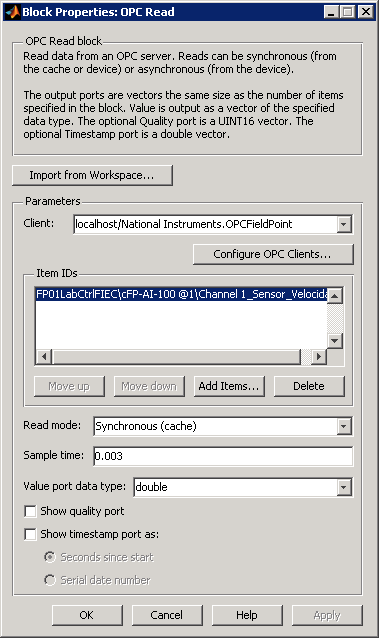 Block Properties: OPC Read
OPC Read block
Read data from an OPC server. Reads can be synchronous (from
the cache or device) or asynchronous (from the device).
The output ports are vectors the same size as the number of items
specified in the block. Value is output as a vector of the specified
data type. The optional Quality port is a UINT16 vector. The
optional Timestamp port is a double vector.
Import from Workspace...
Parameters
Client: localhost/National Instruments.OPCFieldPoint
Configure OPC Clients...
Item IDs
FP01LabCtrlFIEC\cFP-AI-100 @1\Channel 1_Sensor_Velocida
Move up Move down Add Items... Delete
Read mode: Synchronous (cache)
Sample time: 0.003
Value port data type: double
Show quality port
Show timestamp port as:
Seconds since start
Serial date number
OK Cancel Help Apply